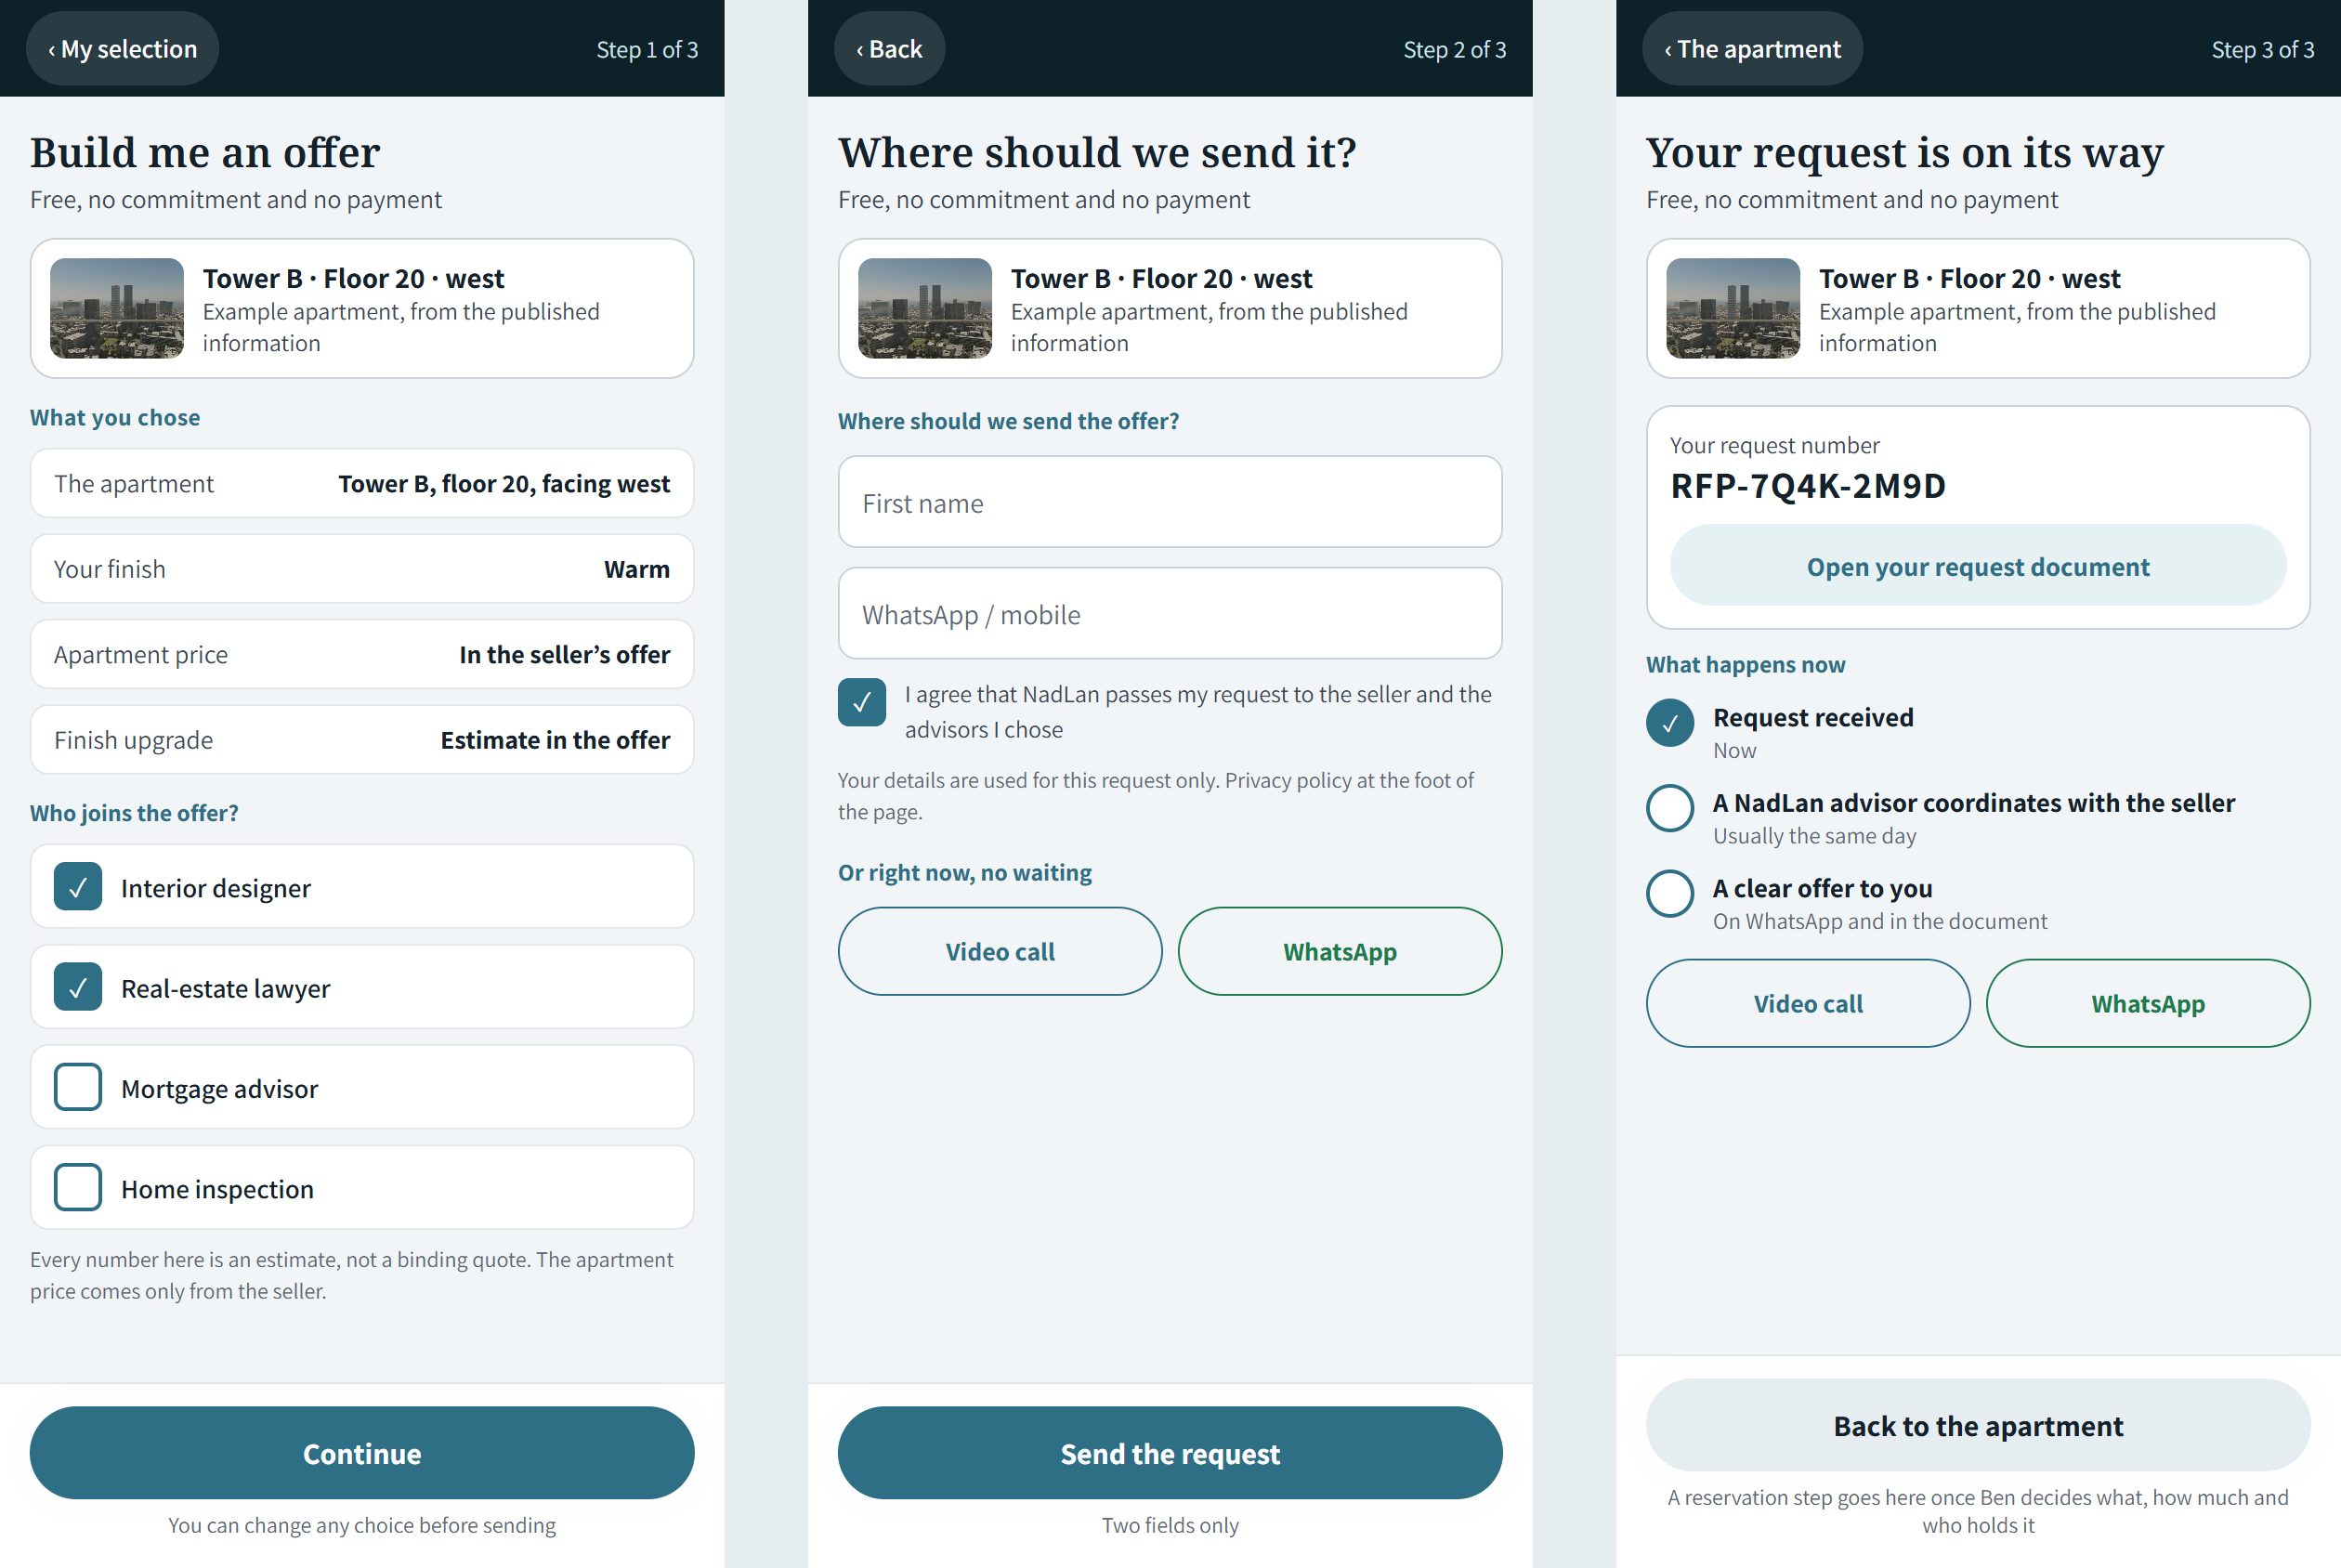 ‹ My selection
Step 1 of 3
Build me an offer
Free, no commitment and no payment
Tower B · Floor 20 · west
Example apartment, from the published
information
What you chose
The apartment
Tower B, floor 20, facing west
Your finish
Warm
Apartment price
In the seller’s offer
Finish upgrade
Estimate in the offer
Who joins the offer?
Interior designer
Real-estate lawyer
Mortgage advisor
Home inspection
Every number here is an estimate, not a binding quote. The apartment
price comes only from the seller.
Continue
You can change any choice before sending
‹ Back
Step 2 of 3
Where should we send it?
Free, no commitment and no payment
Tower B · Floor 20 · west
Example apartment, from the published
information
Where should we send the offer?
First name
WhatsApp / mobile
I agree that NadLan passes my request to the seller and the
advisors I chose
Your details are used for this request only. Privacy policy at the foot of
the page.
Or right now, no waiting
Video call
WhatsApp
Send the request
Two fields only
‹ The apartment
Step 3 of 3
Your request is on its way
Free, no commitment and no payment
Tower B · Floor 20 · west
Example apartment, from the published
information
Your request number
RFP-7Q4K-2M9D
Open your request document
What happens now
Request received
Now
A NadLan advisor coordinates with the seller
Usually the same day
A clear offer to you
On WhatsApp and in the document
Video call
WhatsApp
Back to the apartment
A reservation step goes here once Ben decides what, how much and
who holds it